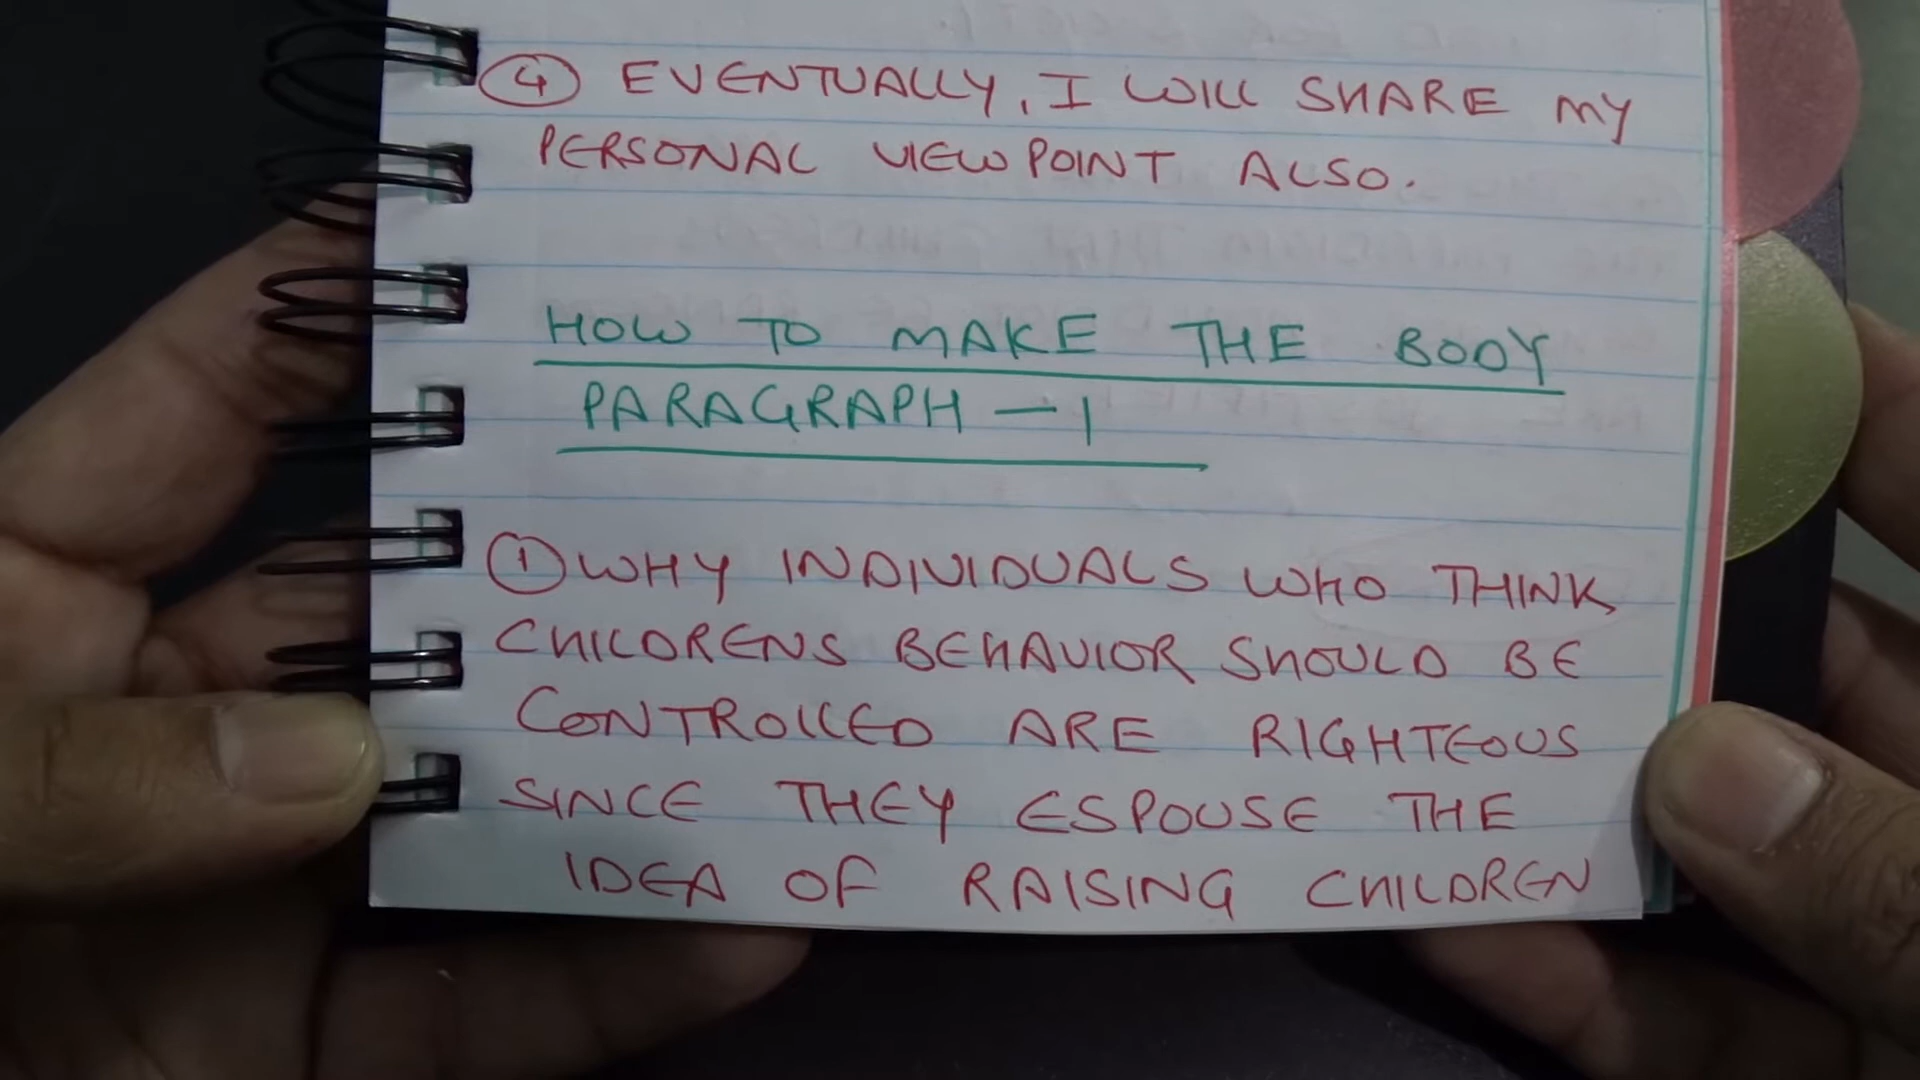 ④ EVENTUALLY, I WILL SHARE MY
PERSONAL VIEWPOINT ALSO.
HOW TO MAKE THE BODY
PARAGRAPH - 1
① WHY INDIVIDUALS WHO THINK
CHILDRENS BEHAVIOR SHOULD BE
CONTROLLED ARE RIGHTEOUS
SINCE THEY ESPOUSE THE
IDEA OF RAISING CHILDREN